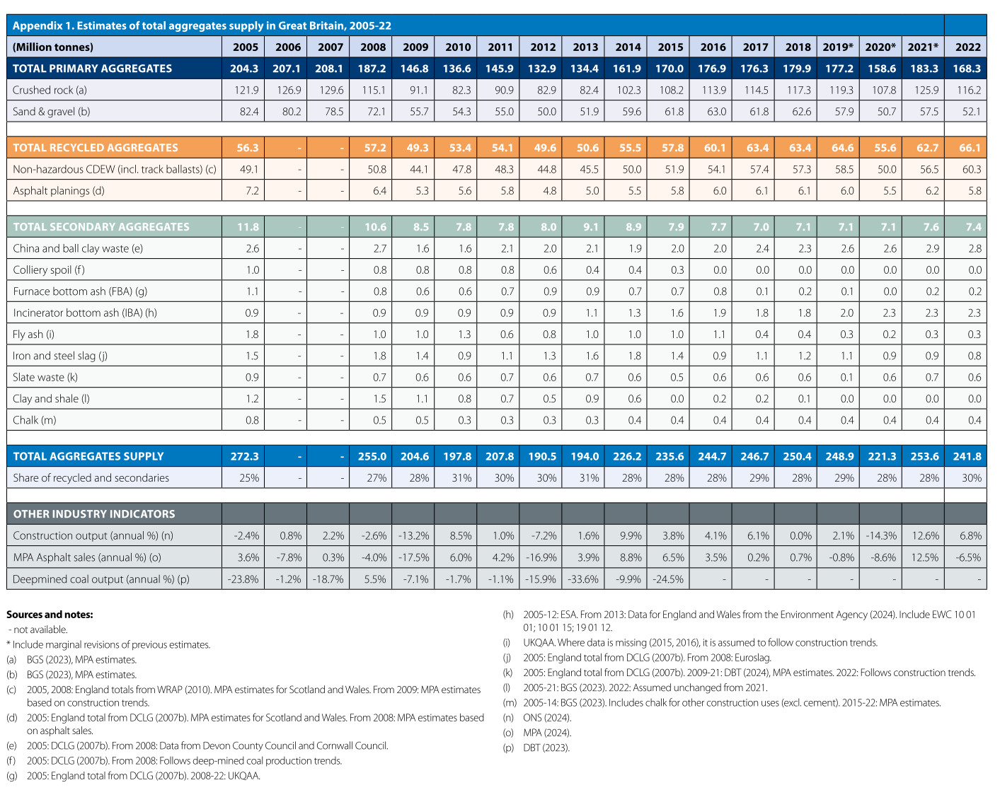 Appendix 1. Estimates of total aggregates supply in Great Britain, 2005-22
(Million tonnes) 2005 2006 2007 2008 2009 2010 2011 2012 2013 2014 2015 2016 2017 2018 2019* 2020* 2021* 2022
TOTAL PRIMARY AGGREGATES 204.3 207.1 208.1 187.2 146.8 136.6 145.9 132.9 134.4 161.9 170.0 176.9 176.3 179.9 177.2 158.6 183.3 168.3
Crushed rock (a) 121.9 126.9 129.6 115.1 91.1 82.3 90.9 82.9 82.4 102.3 108.2 113.9 114.5 117.3 119.3 107.8 125.9 116.2
Sand & gravel (b) 82.4 80.2 78.5 72.1 55.7 54.3 55.0 50.0 51.9 59.6 61.8 63.0 61.8 62.6 57.9 50.7 57.5 52.1
TOTAL RECYCLED AGGREGATES 56.3 - - 57.2 49.3 53.4 54.1 49.6 50.6 55.5 57.8 60.1 63.4 63.4 64.6 55.6 62.7 66.1
Non-hazardous CDEW (incl. track ballasts) (c) 49.1 - - 50.8 44.1 47.8 48.3 44.8 45.5 50.0 51.9 54.1 57.4 57.3 58.5 50.0 56.5 60.3
Asphalt planings (d) 7.2 - - 6.4 5.3 5.6 5.8 4.8 5.0 5.5 5.8 6.0 6.1 6.1 6.0 5.5 6.2 5.8
TOTAL SECONDARY AGGREGATES 11.8 - - 10.6 8.5 7.8 7.8 8.0 9.1 8.9 7.9 7.7 7.0 7.1 7.1 7.1 7.6 7.4
China and ball clay waste (e) 2.6 - - 2.7 1.6 1.6 2.1 2.0 2.1 1.9 2.0 2.0 2.4 2.3 2.6 2.6 2.9 2.8
Colliery spoil (f) 1.0 - - 0.8 0.8 0.8 0.8 0.6 0.4 0.4 0.3 0.0 0.0 0.0 0.0 0.0 0.0 0.0
Furnace bottom ash (FBA) (g) 1.1 - - 0.8 0.6 0.6 0.7 0.9 0.9 0.7 0.7 0.8 0.1 0.2 0.1 0.0 0.2 0.2
Incinerator bottom ash (IBA) (h) 0.9 - - 0.9 0.9 0.9 0.9 0.9 1.1 1.3 1.6 1.9 1.8 1.8 2.0 2.3 2.3 2.3
Fly ash (i) 1.8 - - 1.0 1.0 1.3 0.6 0.8 1.0 1.0 1.0 1.1 0.4 0.4 0.3 0.2 0.3 0.3
Iron and steel slag (j) 1.5 - - 1.8 1.4 0.9 1.1 1.3 1.6 1.8 1.4 0.9 1.1 1.2 1.1 0.9 0.9 0.8
Slate waste (k) 0.9 - - 0.7 0.6 0.6 0.7 0.6 0.7 0.6 0.5 0.6 0.6 0.6 0.1 0.6 0.7 0.6
Clay and shale (l) 1.2 - - 1.5 1.1 0.8 0.7 0.5 0.9 0.6 0.0 0.2 0.2 0.1 0.0 0.0 0.0 0.0
Chalk (m) 0.8 - - 0.5 0.5 0.3 0.3 0.3 0.3 0.4 0.4 0.4 0.4 0.4 0.4 0.4 0.4 0.4
TOTAL AGGREGATES SUPPLY 272.3 - - 255.0 204.6 197.8 207.8 190.5 194.0 226.2 235.6 244.7 246.7 250.4 248.9 221.3 253.6 241.8
Share of recycled and secondaries 25% - - 27% 28% 31% 30% 30% 31% 28% 28% 28% 29% 28% 29% 28% 28% 30%
OTHER INDUSTRY INDICATORS
Construction output (annual %) (n) -2.4% 0.8% 2.2% -2.6% -13.2% 8.5% 1.0% -7.2% 1.6% 9.9% 3.8% 4.1% 6.1% 0.0% 2.1% -14.3% 12.6% 6.8%
MPA Asphalt sales (annual %) (o) 3.6% -7.8% 0.3% -4.0% -17.5% 6.0% 4.2% -16.9% 3.9% 8.8% 6.5% 3.5% 0.2% 0.7% -0.8% -8.6% 12.5% -6.5%
Deepmined coal output (annual %) (p) -23.8% -1.2% -18.7% 5.5% -7.1% -1.7% -1.1% -15.9% -33.6% -9.9% -24.5% - - - - - - -
Sources and notes:
- not available.
* Include marginal revisions of previous estimates.
(a) BGS (2023), MPA estimates.
(b) BGS (2023), MPA estimates.
(c) 2005, 2008: England totals from WRAP (2010). MPA estimates for Scotland and Wales. From 2009: MPA estimates
based on construction trends.
(d) 2005: England total from DCLG (2007b). MPA estimates for Scotland and Wales. From 2008: MPA estimates based
on asphalt sales.
(e) 2005: DCLG (2007b). From 2008: Data from Devon County Council and Cornwall Council.
(f) 2005: DCLG (2007b). From 2008: Follows deep-mined coal production trends.
(g) 2005: England total from DCLG (2007b). 2008-22: UKQAA.
(h) 2005-12: ESA. From 2013: Data for England and Wales from the Environment Agency (2024). Include EWC 10 01
01; 10 01 15; 19 01 12.
(i) UKQAA. Where data is missing (2015, 2016), it is assumed to follow construction trends.
(j) 2005: England total from DCLG (2007b). From 2008: Euroslag.
(k) 2005: England total from DCLG (2007b). 2009-21: DBT (2024), MPA estimates. 2022: Follows construction trends.
(l) 2005-21: BGS (2023). 2022: Assumed unchanged from 2021.
(m) 2005-14: BGS (2023). Includes chalk for other construction uses (excl. cement). 2015-22: MPA estimates.
(n) ONS (2024).
(o) MPA (2024).
(p) DBT (2023).